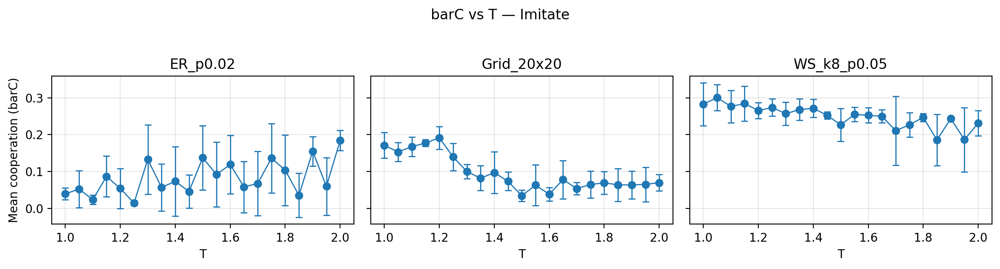 barC vs T — Imitate
ER_p0.02
Grid_20x20
WS_k8_p0.05
Mean cooperation (barC)
0.3
0.2
0.1
0.0
1.0 1.2 1.4 1.6 1.8 2.0
1.0 1.2 1.4 1.6 1.8 2.0
1.0 1.2 1.4 1.6 1.8 2.0
T
T
T